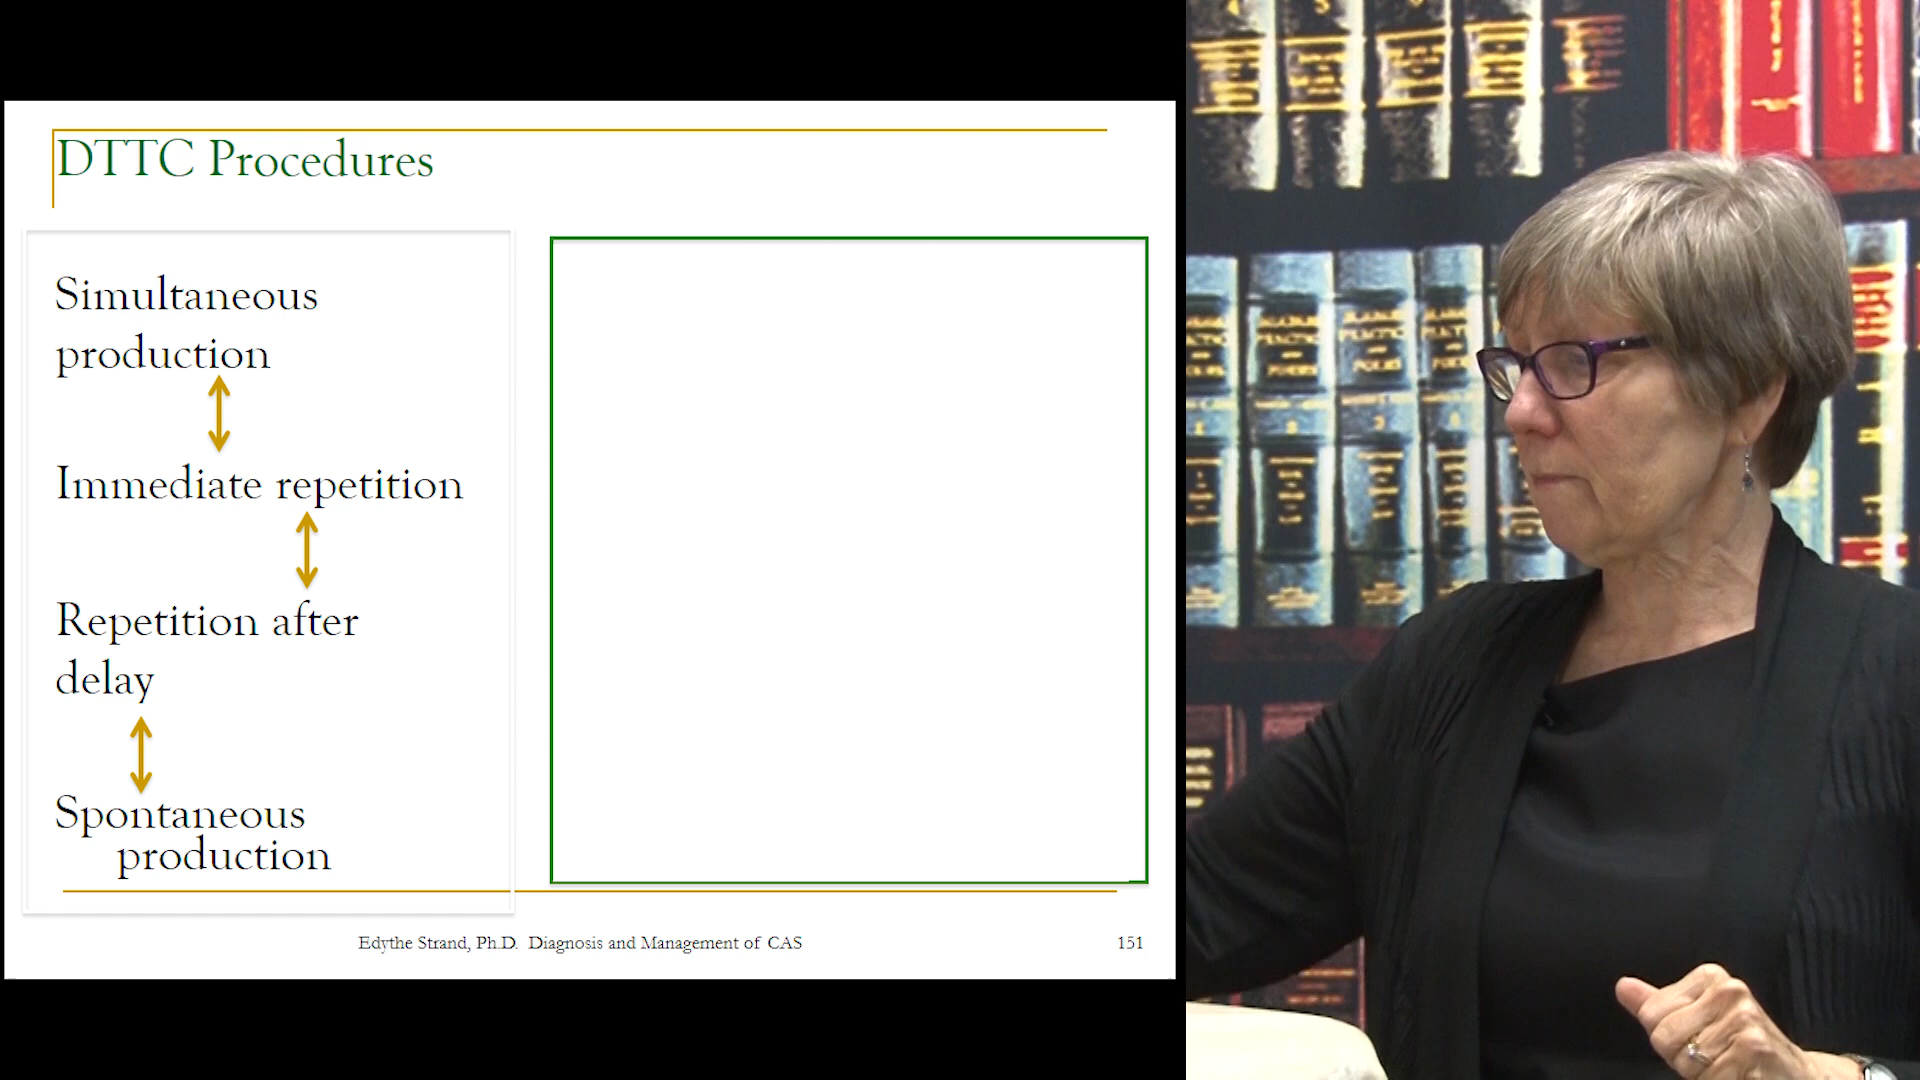 DTTC Procedures
Simultaneous
production
Immediate repetition
Repetition after
delay
Spontaneous
production
Edythe Strand, Ph.D. Diagnosis and Management of CAS
151